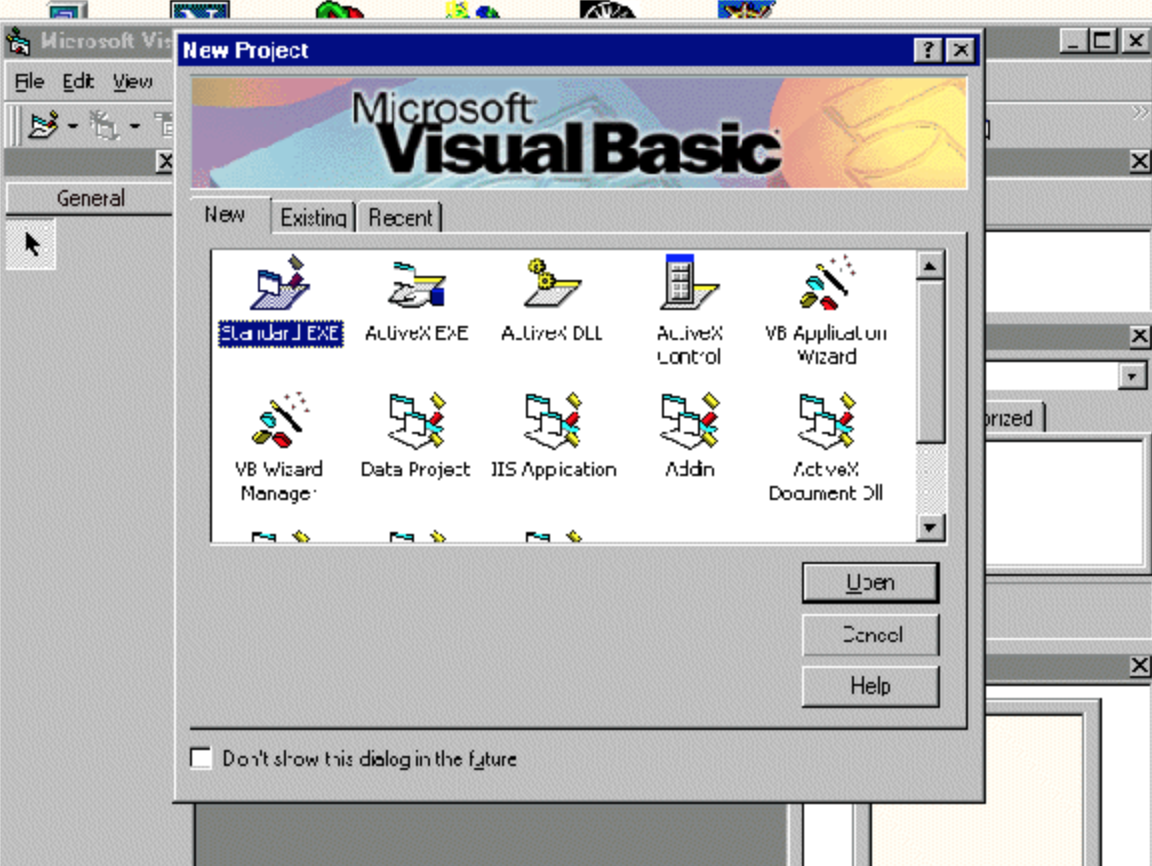 Microsoft Vis
New Project
File Edit View
Microsoft
Visual Basic
General
New Existing Recent
Standard EXE
ActiveX EXE
ActiveX DLL
ActiveX
Control
VB Application
Wizard
VB Wizard
Manager
Data Project
IIS Application
Addin
ActiveX
Document Dll
orized
Open
Cancel
Help
Don't show this dialog in the future